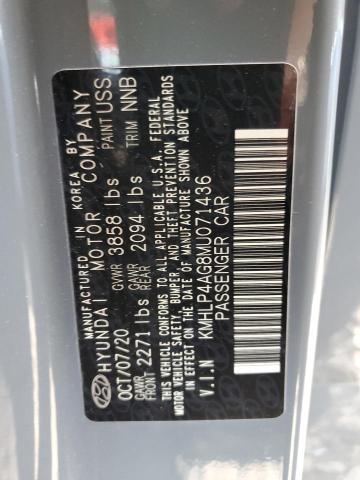 MANUFACTURED IN KOREA BY
HYUNDAI MOTOR COMPANY
OCT/07/20 GVWR 3858 lbs PAINT USS
GAWR FRONT 2271 lbs GAWR REAR 2094 lbs TRIM NNB
THIS VEHICLE CONFORMS TO ALL APPLICABLE U.S.A. FEDERAL
MOTOR VEHICLE SAFETY, BUMPER, AND THEFT PREVENTION STANDARDS
IN EFFECT ON THE DATE OF MANUFACTURE SHOWN ABOVE.
V.I.N KMHLP4AG8MU071436
PASSENGER CAR